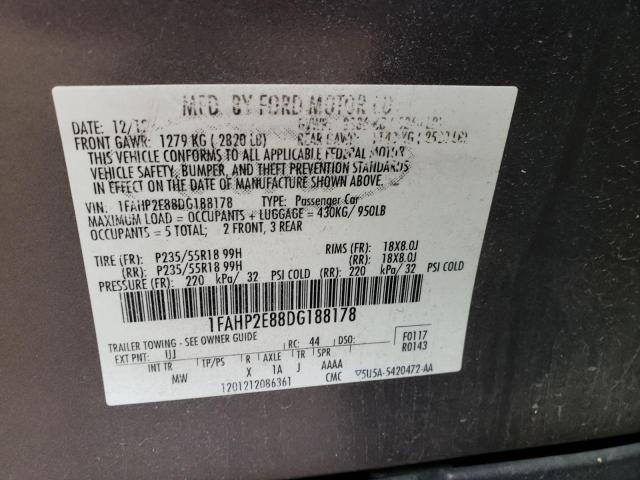 MFD. BY FORD MOTOR CO
DATE: 12/12
FRONT GAWR: 1279 KG ( 2820 LB) REAR GAWR:
THIS VEHICLE CONFORMS TO ALL APPLICABLE FEDERAL MOTOR
VEHICLE SAFETY, BUMPER, AND THEFT PREVENTION STANDARDS
IN EFFECT ON THE DATE OF MANUFACTURE SHOWN ABOVE.
VIN: 1FAHP2E88DG188178 TYPE: Passenger Car
MAXIMUM LOAD = OCCUPANTS + LUGGAGE = 430KG/ 950LB
OCCUPANTS = 5 TOTAL; 2 FRONT, 3 REAR
TIRE (FR): P235/55R18 99H RIMS (FR): 18X8.0J
(RR): P235/55R18 99H (RR): 18X8.0J
PRESSURE (FR): 220 kPa/ 32 PSI COLD (RR): 220 kPa/ 32 PSI COLD
1FAHP2E88DG188178
TRAILER TOWING - SEE OWNER GUIDE
EXT PNT: UJ RC: 44 DSO: F0117
INT TR TP/PS R AXLE TR SPR R0143
MW X 1A J AAAA
1201212086361 CMC 5U5A-5420472-AA